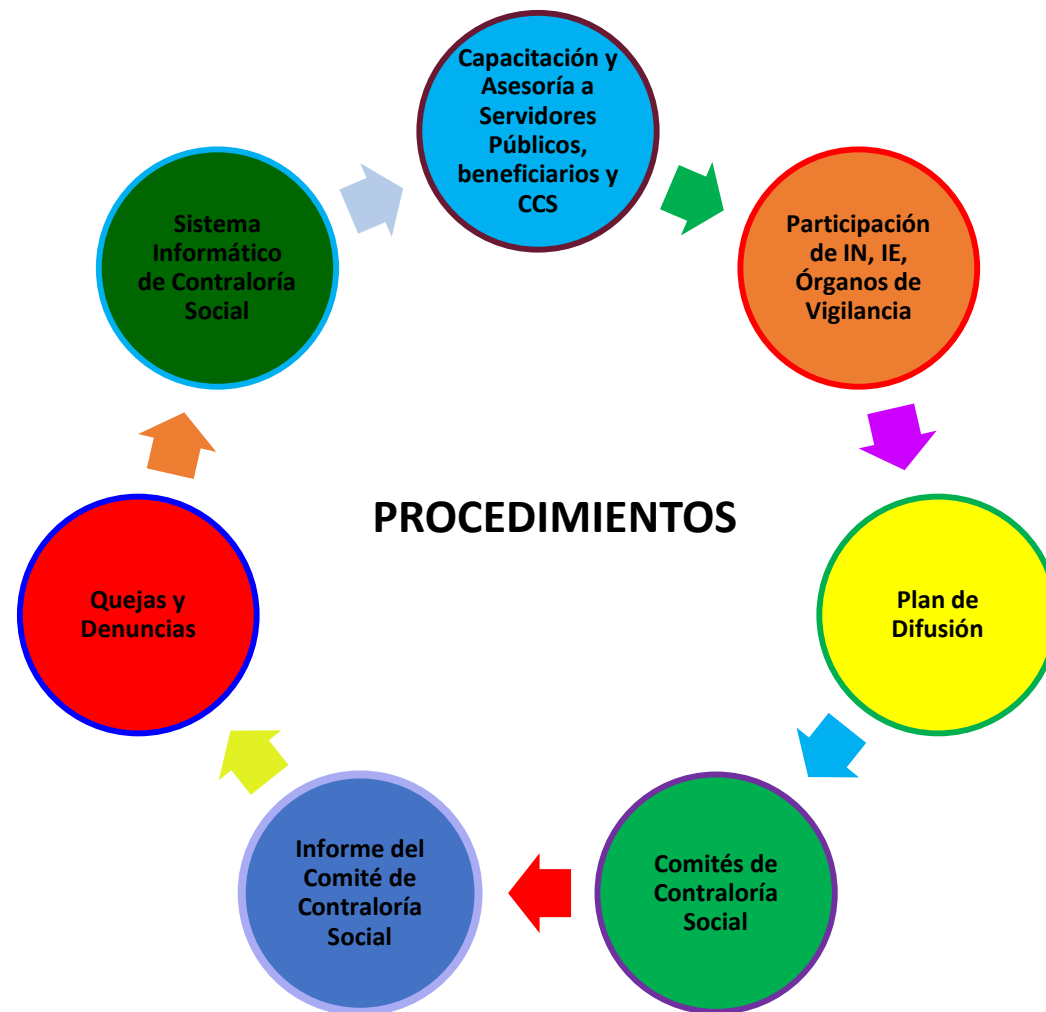 Capacitación y
Asesoría a
Servidores
Públicos,
beneficiarios y
CCS
Participación
de IN, IE,
Órganos de
Vigilancia
Plan de
Difusión
Comités de
Contraloría
Social
Informe del
Comité de
Contraloría
Social
Quejas y
Denuncias
Sistema
Informático
de Contraloría
Social
PROCEDIMIENTOS